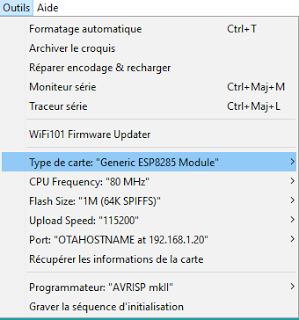 Outils Aide
Formatage automatique Ctrl+T
Archiver le croquis
Réparer encodage & recharger
Moniteur série Ctrl+Maj+M
Traceur série Ctrl+Maj+L
WiFi101 Firmware Updater
Type de carte: "Generic ESP8285 Module"
CPU Frequency: "80 MHz"
Flash Size: "1M (64K SPIFFS)"
Upload Speed: "115200"
Port: "OTAHOSTNAME at 192.168.1.20"
Récupérer les informations de la carte
Programmateur: "AVRISP mkII"
Graver la séquence d'initialisation